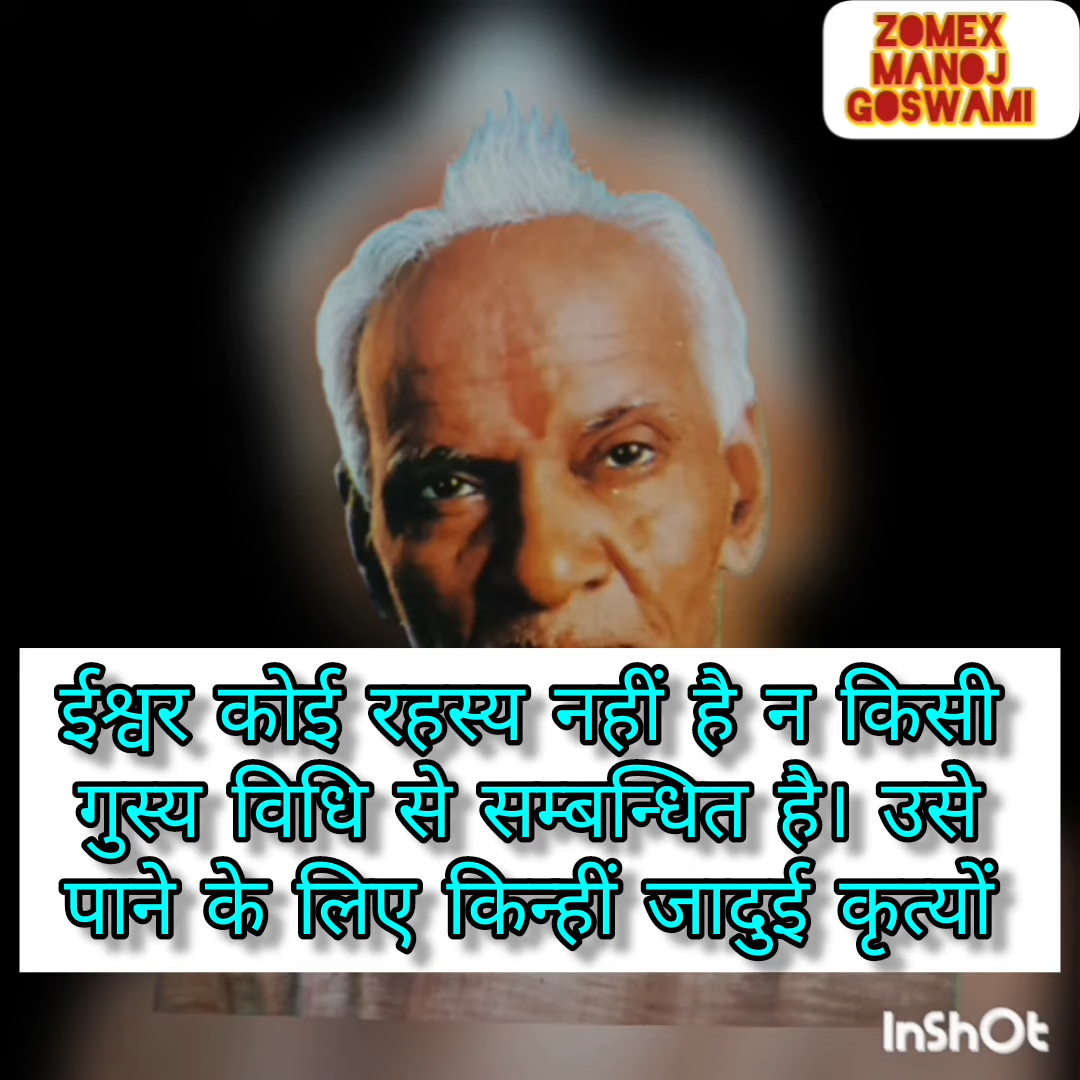 ZOMEX
MANOJ
GOSWAMI
ईश्वर कोई रहस्य नहीं है न किसी
गुस्य विधि से सम्बन्धित है। उसे
पाने के लिए किन्हीं जादुई कृत्यों
InShOt